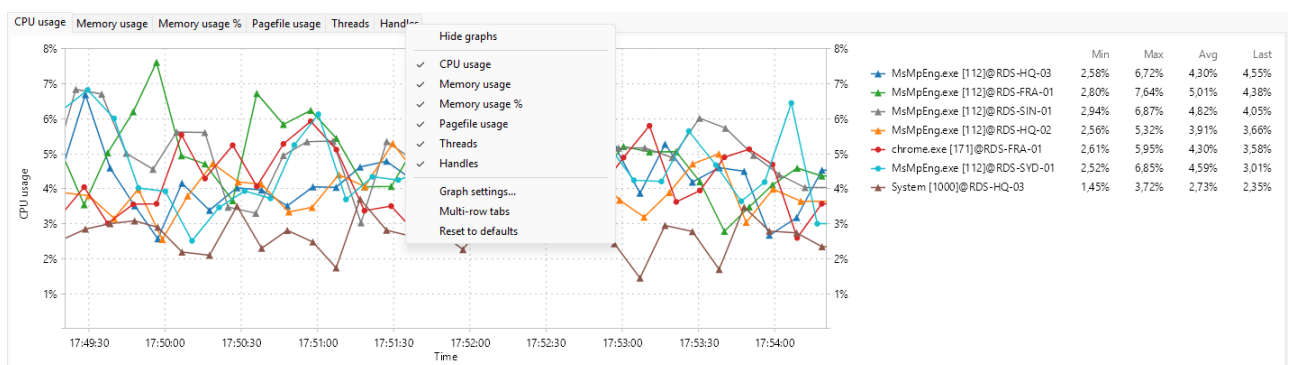 CPU usage Memory usage Memory usage % Pagefile usage Threads Handles
Hide graphs
CPU usage
Memory usage
Memory usage %
Pagefile usage
Threads
Handles
Graph settings...
Multi-row tabs
Reset to defaults
CPU usage
8%
7%
6%
5%
4%
3%
2%
1%
8%
7%
6%
5%
4%
3%
2%
1%
17:49:30 17:50:00 17:50:30 17:51:00 17:51:30 17:52:00 17:52:30 17:53:00 17:53:30 17:54:00
Time
Min Max Avg Last
MsMpEng.exe [112]@RDS-HQ-03 2,58% 6,72% 4,30% 4,55%
MsMpEng.exe [112]@RDS-FRA-01 2,80% 7,64% 5,01% 4,38%
MsMpEng.exe [112]@RDS-SIN-01 2,94% 6,87% 4,82% 4,05%
MsMpEng.exe [112]@RDS-HQ-02 2,56% 5,32% 3,91% 3,66%
chrome.exe [171]@RDS-FRA-01 2,61% 5,95% 4,30% 3,58%
MsMpEng.exe [112]@RDS-SYD-01 2,52% 6,85% 4,59% 3,01%
System [1000]@RDS-HQ-03 1,45% 3,72% 2,73% 2,35%